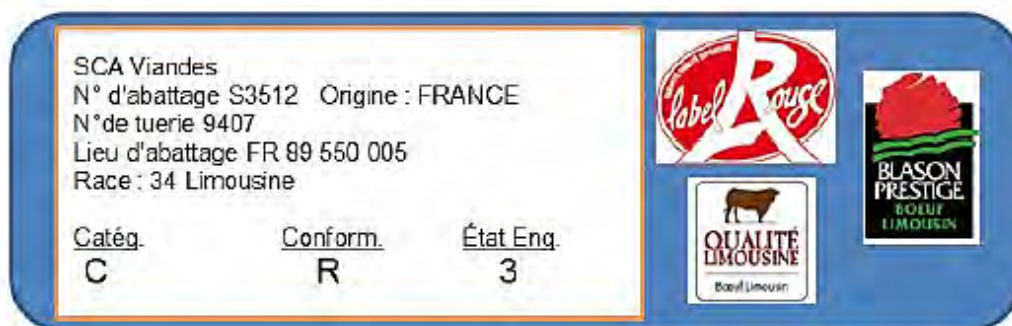 SCA Viandes
N° d'abattage S3512 Origine : FRANCE
N°de tuerie 9407
Lieu d'abattage FR 89 550 005
Race : 34 Limousine
Catég. Conform. État Eng.
C R 3
label Rouge
QUALITÉ
LIMOUSINE
Bœuf Limousin
BLASON
PRESTIGE
BOEUF
LIMOUSIN